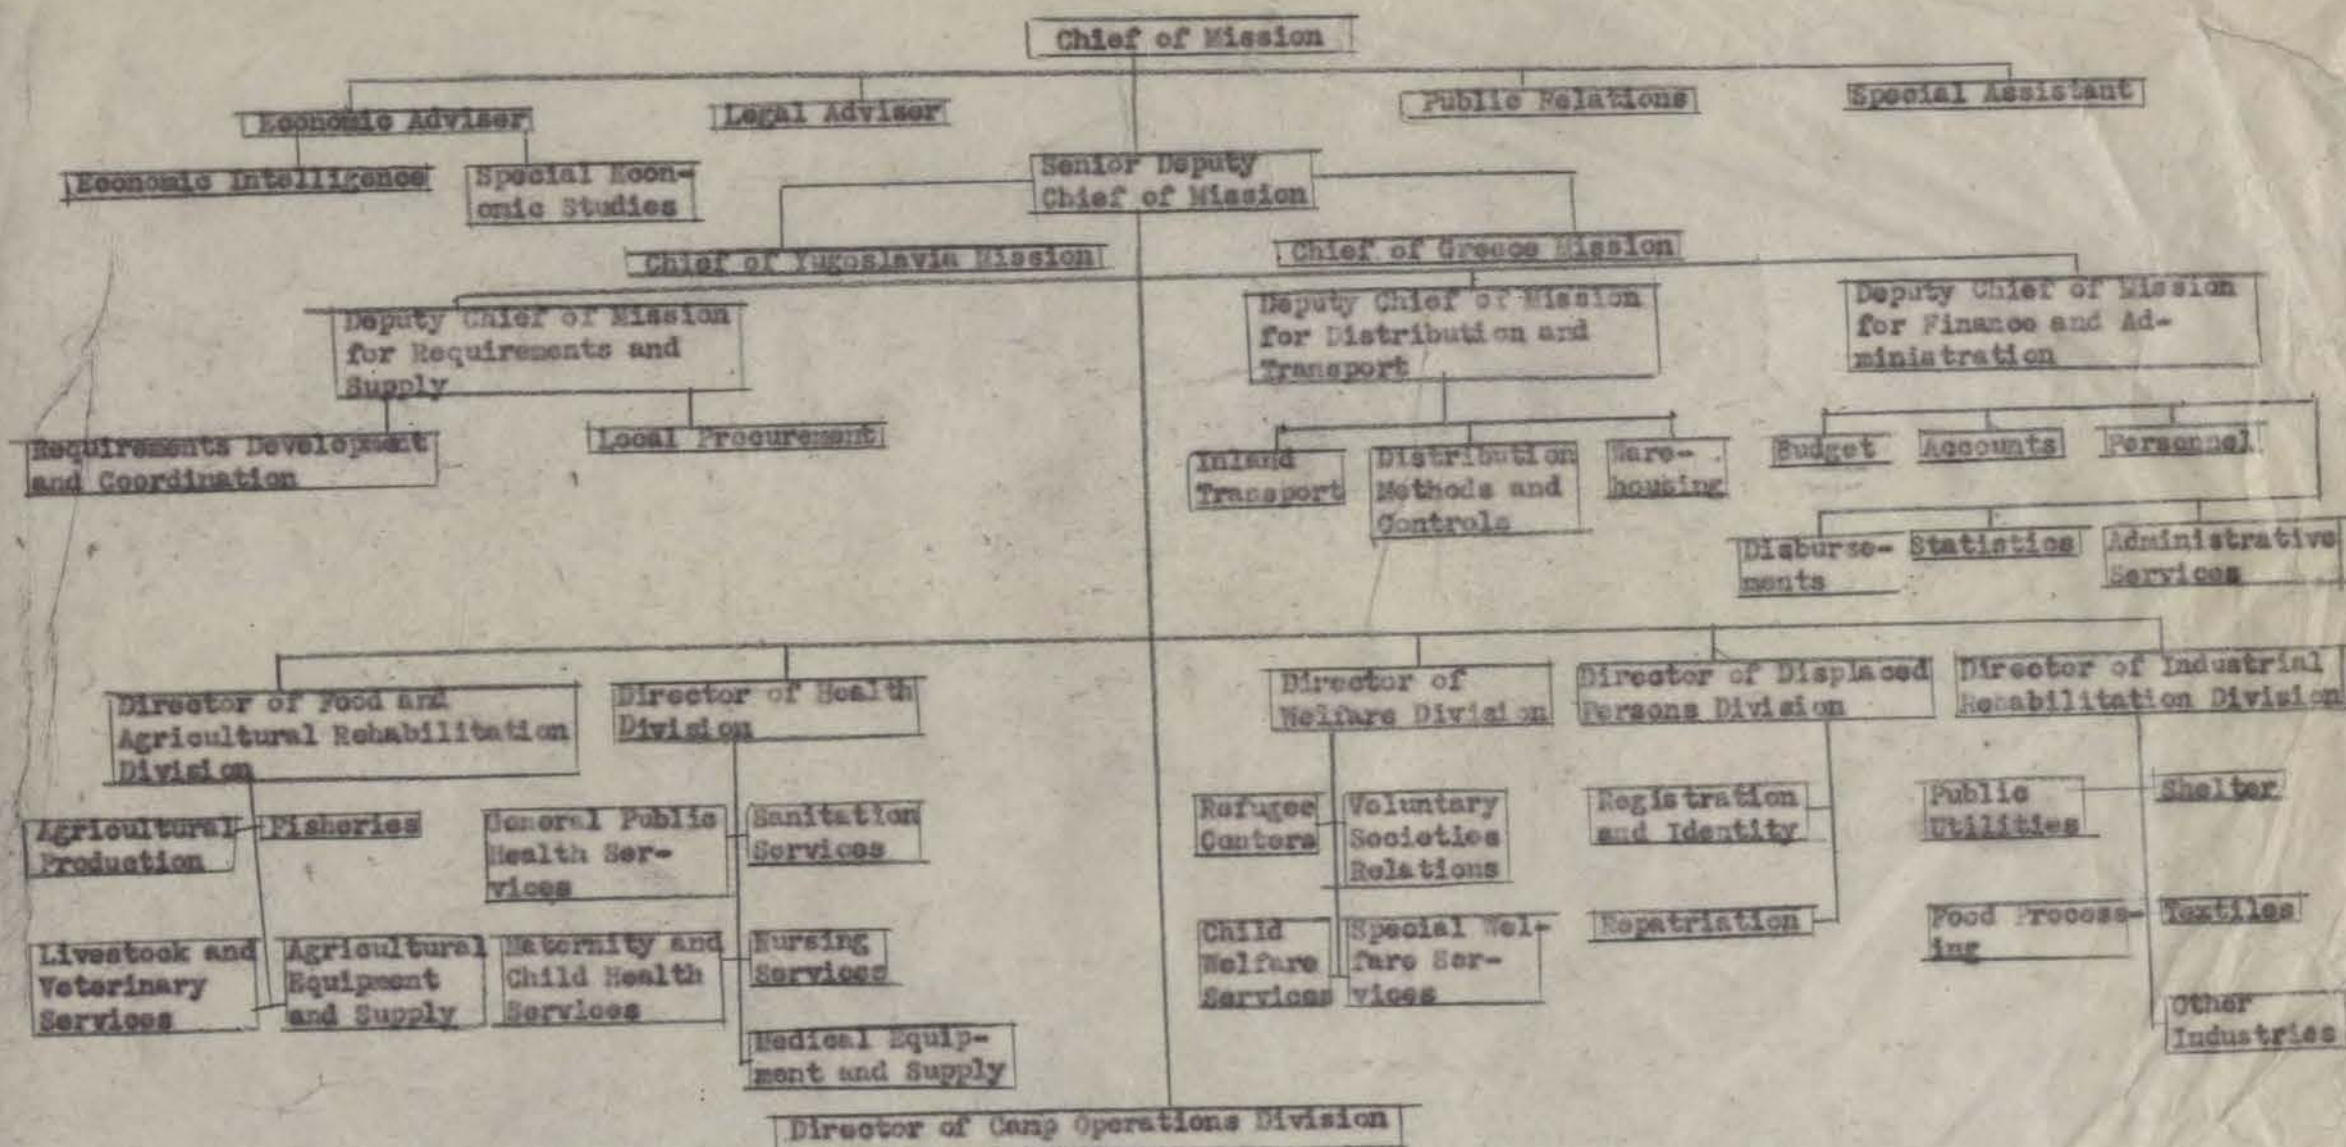 Chief of Mission
Economic Adviser
Legal Adviser
Public Relations
Special Assistant
Economic Intelligence
Special Econ-
omic Studies
Senior Deputy
Chief of Mission
Chief of Yugoslavia Mission
Chief of Greece Mission
Deputy Chief of Mission
for Requirements and
Supply
Deputy Chief of Mission
for Distribution and
Transport
Deputy Chief of Mission
for Finance and Ad-
ministration
Requirements Development
and Coordination
Local Procurement
Inland
Transport
Distribution
Methods and
Controls
Ware-
housing
Budget
Accounts
Personnel
Disburse-
ments
Statistics
Administrative
Services
Director of Food and
Agricultural Rehabilitation
Division
Director of Health
Division
Director of
Welfare Division
Director of Displaced
Persons Division
Director of Industrial
Rehabilitation Division
Agricultural
Production
Fisheries
General Public
Health Ser-
vices
Sanitation
Services
Refugee
Centers
Voluntary
Societies
Relations
Registration
and Identity
Public
Utilities
Shelter
Livestock and
Veterinary
Services
Agricultural
Equipment
and Supply
Maternity and
Child Health
Services
Nursing
Services
Child
Welfare
Services
Special Wel-
fare Ser-
vices
Repatriation
Food Process-
ing
Textiles
Medical Equip-
ment and Supply
Other
Industries
Director of Camp Operations Division